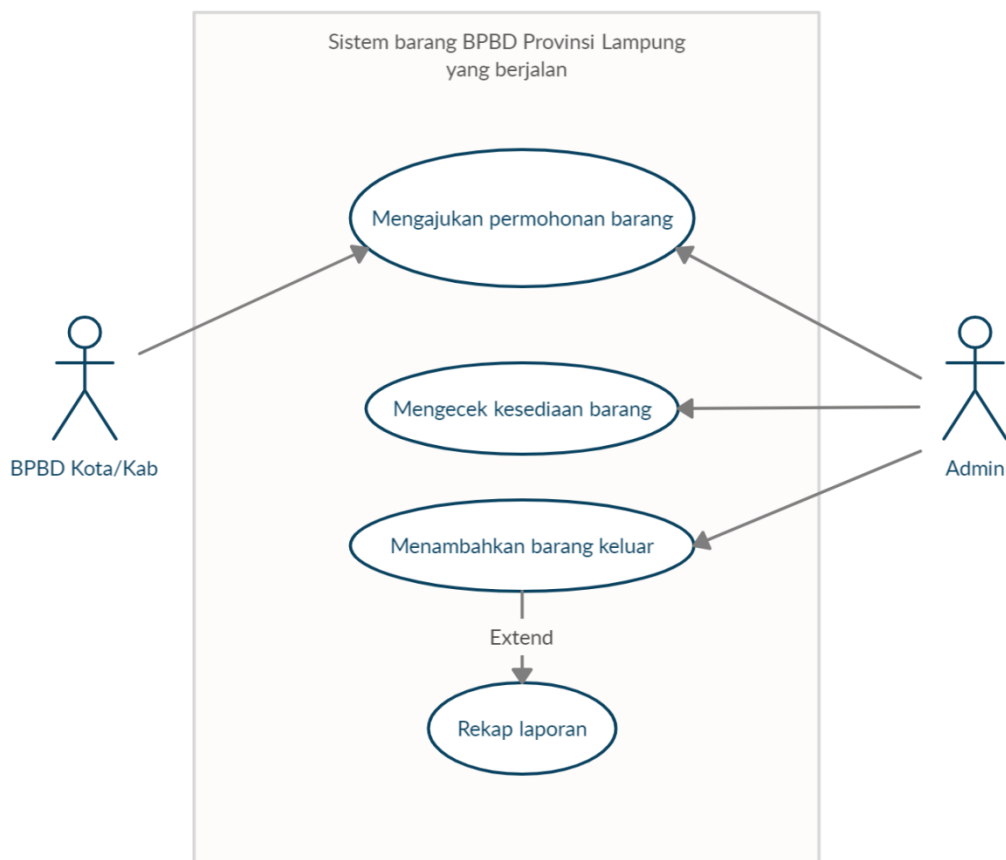 Sistem barang BPBD Provinsi Lampung
yang berjalan
Mengajukan permohonan barang
Mengecek kesediaan barang
BPBD Kota/Kab
Admin
Menambahkan barang keluar
Extend
Rekap laporan